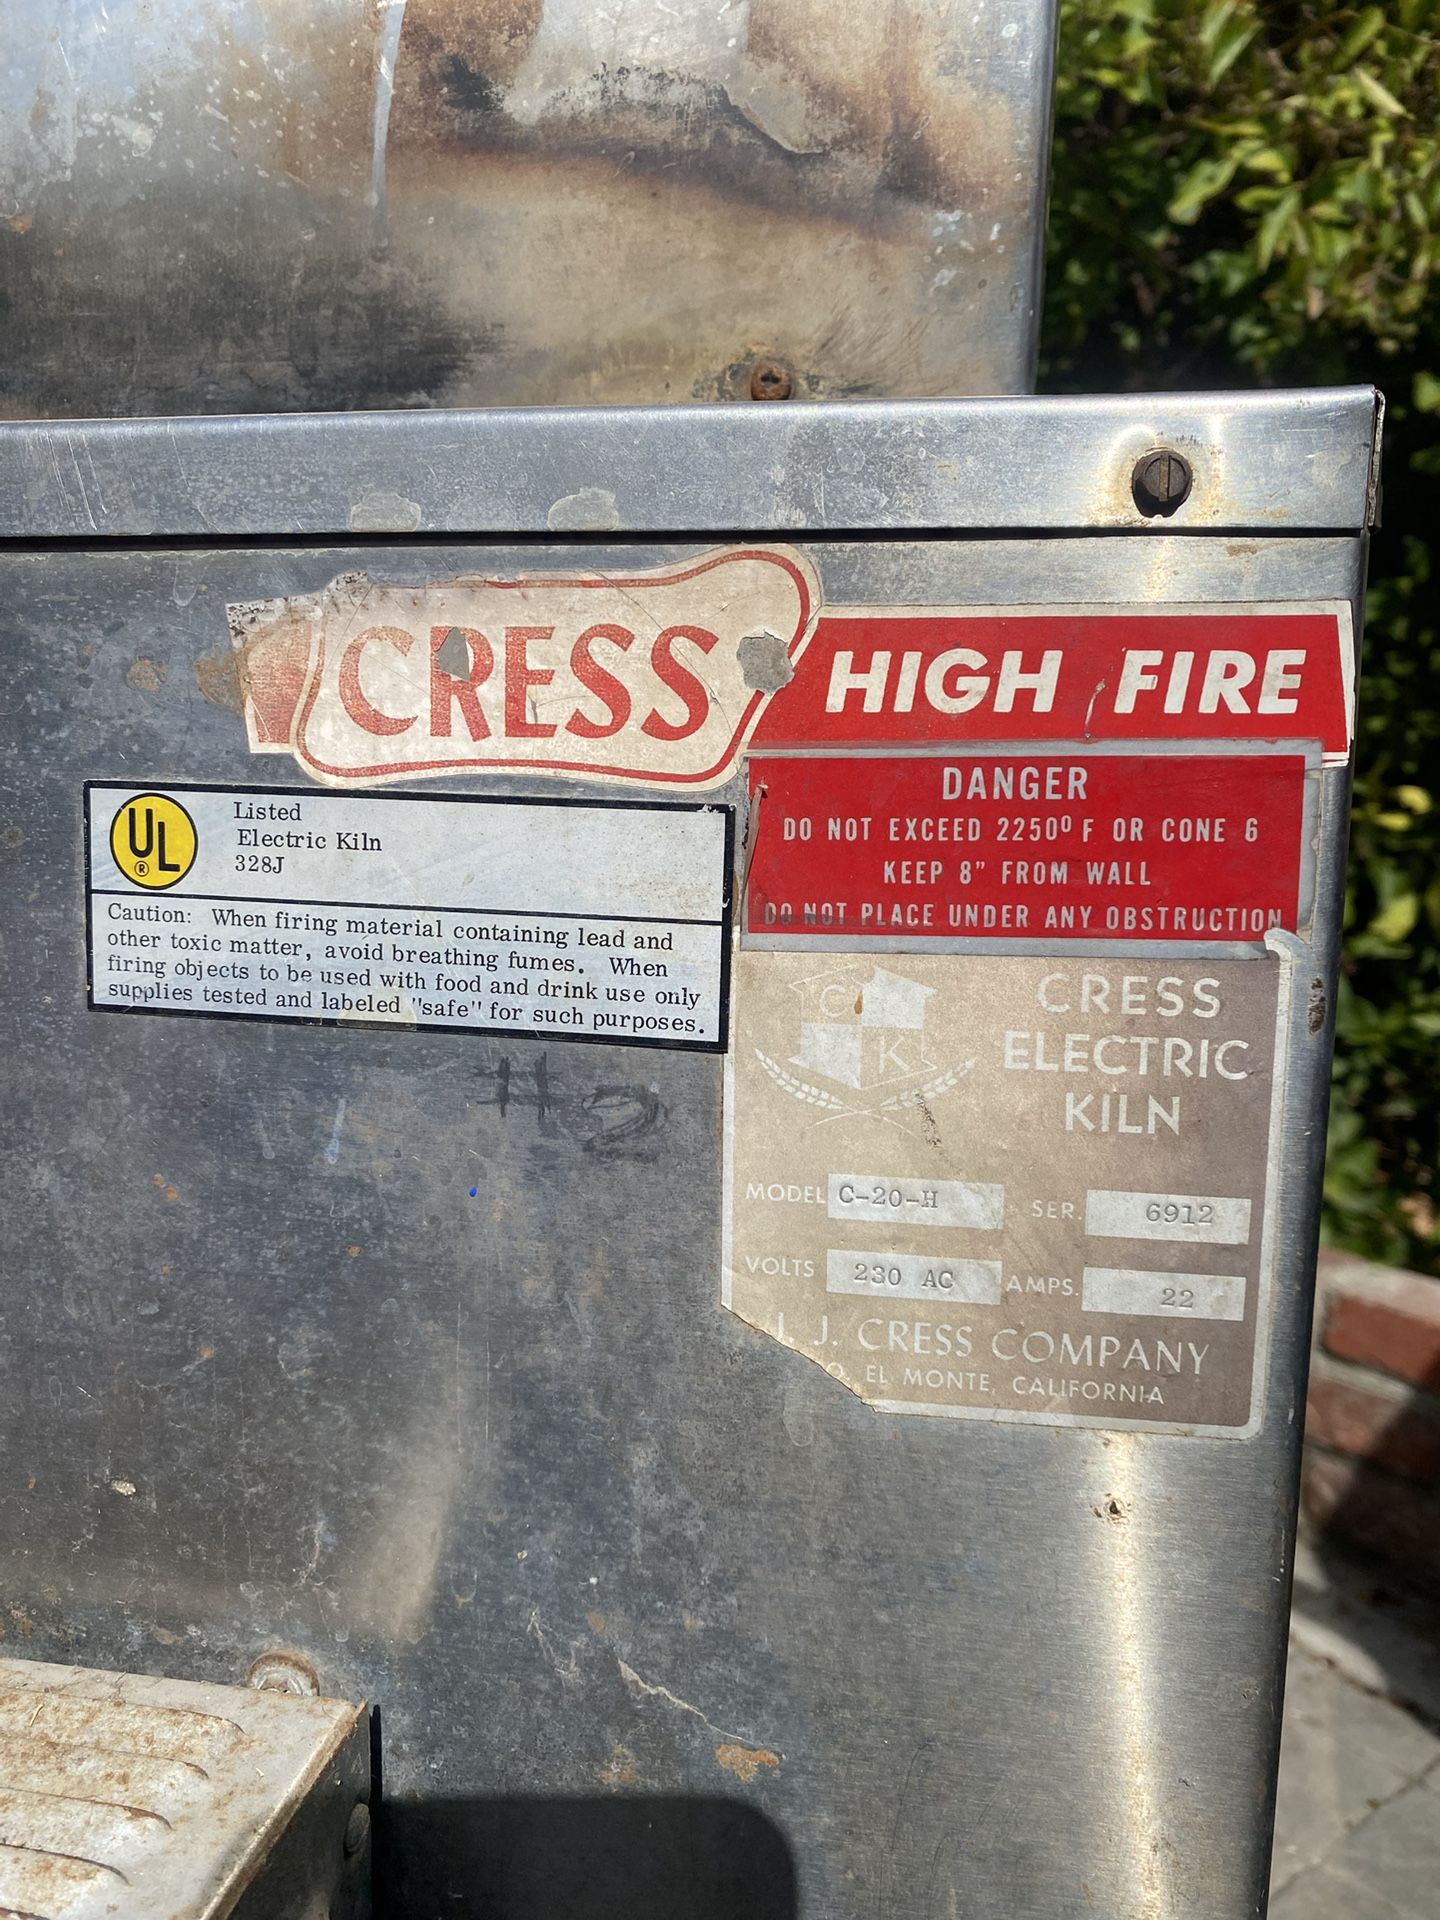 CRESS HIGH FIRE
DANGER
DO NOT EXCEED 2250º F OR CONE 6
KEEP 8" FROM WALL
DO NOT PLACE UNDER ANY OBSTRUCTION
UL
®
Listed
Electric Kiln
328J
Caution: When firing material containing lead and
other toxic matter, avoid breathing fumes. When
firing objects to be used with food and drink use only
supplies tested and labeled "safe" for such purposes.
#2
C
K
CRESS
ELECTRIC
KILN
MODEL C-20-H SER. 6912
VOLTS 230 AC AMPS. 22
J. J. CRESS COMPANY
EL MONTE, CALIFORNIA